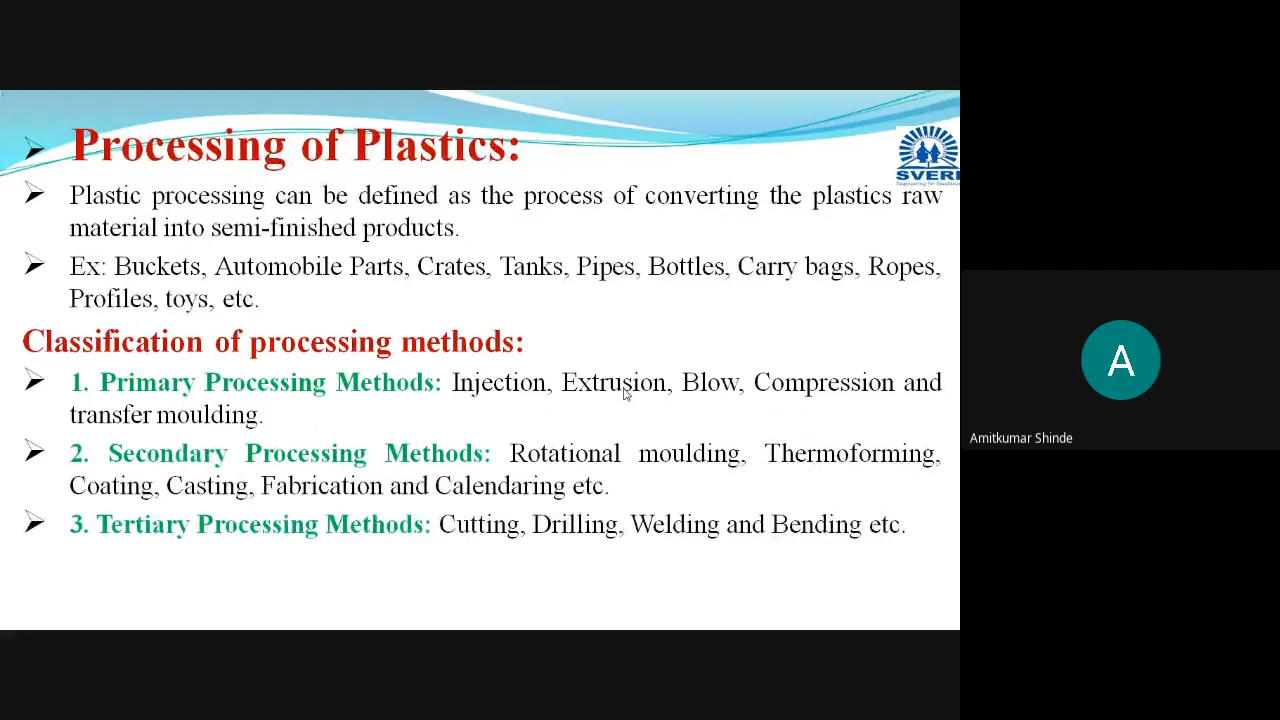 Processing of Plastics:
SVERI
Plastic processing can be defined as the process of converting the plastics raw
material into semi-finished products.
Ex: Buckets, Automobile Parts, Crates, Tanks, Pipes, Bottles, Carry bags, Ropes,
Profiles, toys, etc.
Classification of processing methods:
1. Primary Processing Methods: Injection, Extrusion, Blow, Compression and
transfer moulding.
2. Secondary Processing Methods: Rotational moulding, Thermoforming,
Coating, Casting, Fabrication and Calendaring etc.
3. Tertiary Processing Methods: Cutting, Drilling, Welding and Bending etc.
A
Amitkumar Shinde